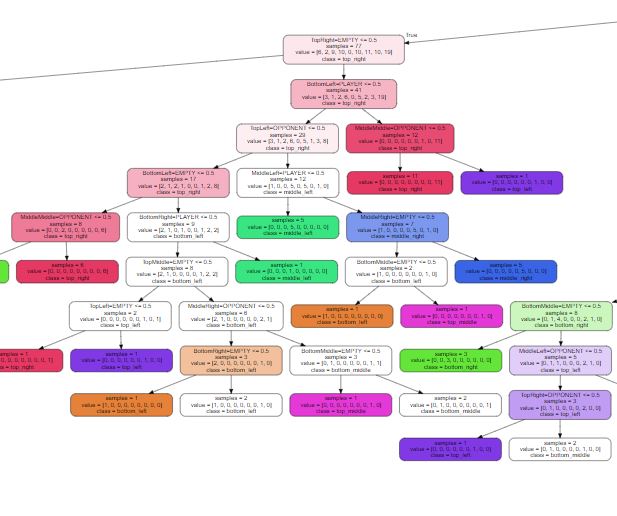 True
TopRight=EMPTY <= 0.5
samples = 77
value = [6, 2, 9, 10, 0, 10, 11, 10, 19]
class = top_right
BottomLeft=PLAYER <= 0.5
samples = 41
value = [3, 1, 2, 6, 0, 5, 2, 3, 19]
class = top_right
TopLeft=OPPONENT <= 0.5
samples = 29
value = [3, 1, 2, 6, 0, 5, 1, 3, 8]
class = top_right
MiddleMiddle=OPPONENT <= 0.5
samples = 12
value = [0, 0, 0, 0, 0, 0, 1, 0, 11]
class = top_right
BottomLeft=EMPTY <= 0.5
samples = 17
value = [2, 1, 2, 1, 0, 0, 1, 2, 8]
class = top_right
MiddleLeft=PLAYER <= 0.5
samples = 12
value = [1, 0, 0, 5, 0, 5, 0, 1, 0]
class = middle_left
samples = 11
value = [0, 0, 0, 0, 0, 0, 0, 0, 11]
class = top_right
samples = 1
value = [0, 0, 0, 0, 0, 0, 1, 0, 0]
class = top_left
MiddleMiddle=OPPONENT <= 0.5
samples = 8
value = [0, 0, 2, 0, 0, 0, 0, 0, 6]
class = top_right
BottomRight=PLAYER <= 0.5
samples = 9
value = [2, 1, 0, 1, 0, 0, 1, 2, 2]
class = bottom_left
samples = 5
value = [0, 0, 0, 5, 0, 0, 0, 0, 0]
class = middle_left
MiddleRight=EMPTY <= 0.5
samples = 7
value = [1, 0, 0, 0, 0, 5, 0, 1, 0]
class = middle_right
samples = 6
value = [0, 0, 0, 0, 0, 0, 0, 0, 6]
class = top_right
TopMiddle=EMPTY <= 0.5
samples = 8
value = [2, 1, 0, 0, 0, 0, 1, 2, 2]
class = bottom_left
samples = 1
value = [0, 0, 0, 1, 0, 0, 0, 0, 0]
class = middle_left
BottomMiddle=EMPTY <= 0.5
samples = 2
value = [1, 0, 0, 0, 0, 0, 0, 1, 0]
class = bottom_left
samples = 5
value = [0, 0, 0, 0, 0, 5, 0, 0, 0]
class = middle_right
TopLeft=EMPTY <= 0.5
samples = 2
value = [0, 0, 0, 0, 0, 0, 1, 0, 1]
class = top_left
MiddleRight=OPPONENT <= 0.5
samples = 6
value = [2, 1, 0, 0, 0, 0, 0, 2, 1]
class = bottom_left
samples = 1
value = [1, 0, 0, 0, 0, 0, 0, 0, 0]
class = bottom_left
samples = 1
value = [0, 0, 0, 0, 0, 0, 0, 1, 0]
class = top_middle
BottomMiddle=EMPTY <= 0.5
samples = 8
value = [0, 1, 4, 0, 0, 0, 2, 1, 0]
class = bottom_right
samples = 1
value = [0, 0, 0, 0, 0, 0, 1, 0, 0]
class = top_left
BottomRight=EMPTY <= 0.5
samples = 3
value = [2, 0, 0, 0, 0, 0, 0, 1, 0]
class = bottom_left
BottomMiddle=EMPTY <= 0.5
samples = 3
value = [0, 1, 0, 0, 0, 0, 0, 1, 1]
class = bottom_middle
samples = 3
value = [0, 0, 3, 0, 0, 0, 0, 0, 0]
class = bottom_right
MiddleLeft=OPPONENT <= 0.5
samples = 5
value = [0, 1, 1, 0, 0, 0, 2, 1, 0]
class = top_left
samples = 1
value = [1, 0, 0, 0, 0, 0, 0, 0, 0]
class = bottom_left
samples = 2
value = [1, 0, 0, 0, 0, 0, 0, 1, 0]
class = bottom_left
samples = 1
value = [0, 0, 0, 0, 0, 0, 0, 1, 0]
class = top_middle
samples = 2
value = [0, 1, 0, 0, 0, 0, 0, 0, 1]
class = bottom_middle
TopRight=OPPONENT <= 0.5
samples = 3
value = [0, 1, 0, 0, 0, 0, 2, 0, 0]
class = top_left
samples = 1
value = [0, 0, 0, 0, 0, 0, 1, 0, 0]
class = top_left
samples = 2
value = [0, 1, 0, 0, 0, 0, 1, 0, 0]
class = bottom_middle